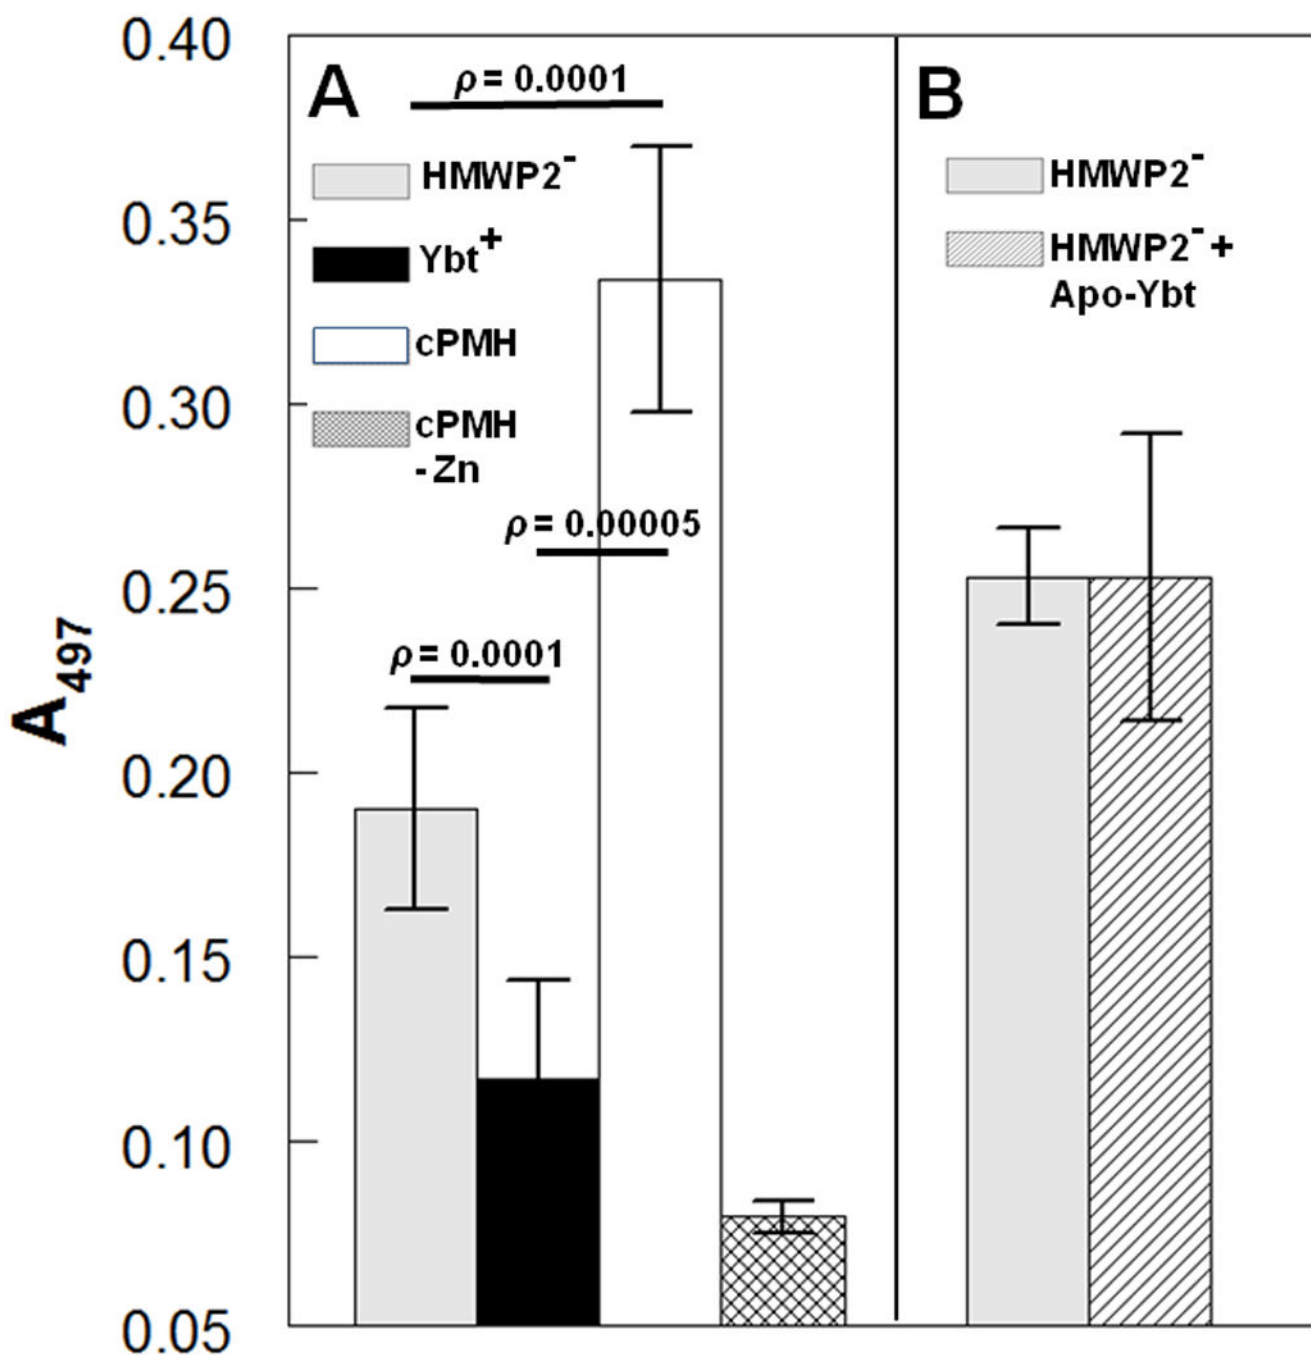 0.40
0.35
0.30
0.25
0.20
0.15
0.10
0.05
A₄₉₇
A
ρ = 0.0001
HMWP2⁻
Ybt⁺
cPMH
cPMH
-Zn
ρ = 0.00005
ρ = 0.0001
B
HMWP2⁻
HMWP2⁻ +
Apo-Ybt